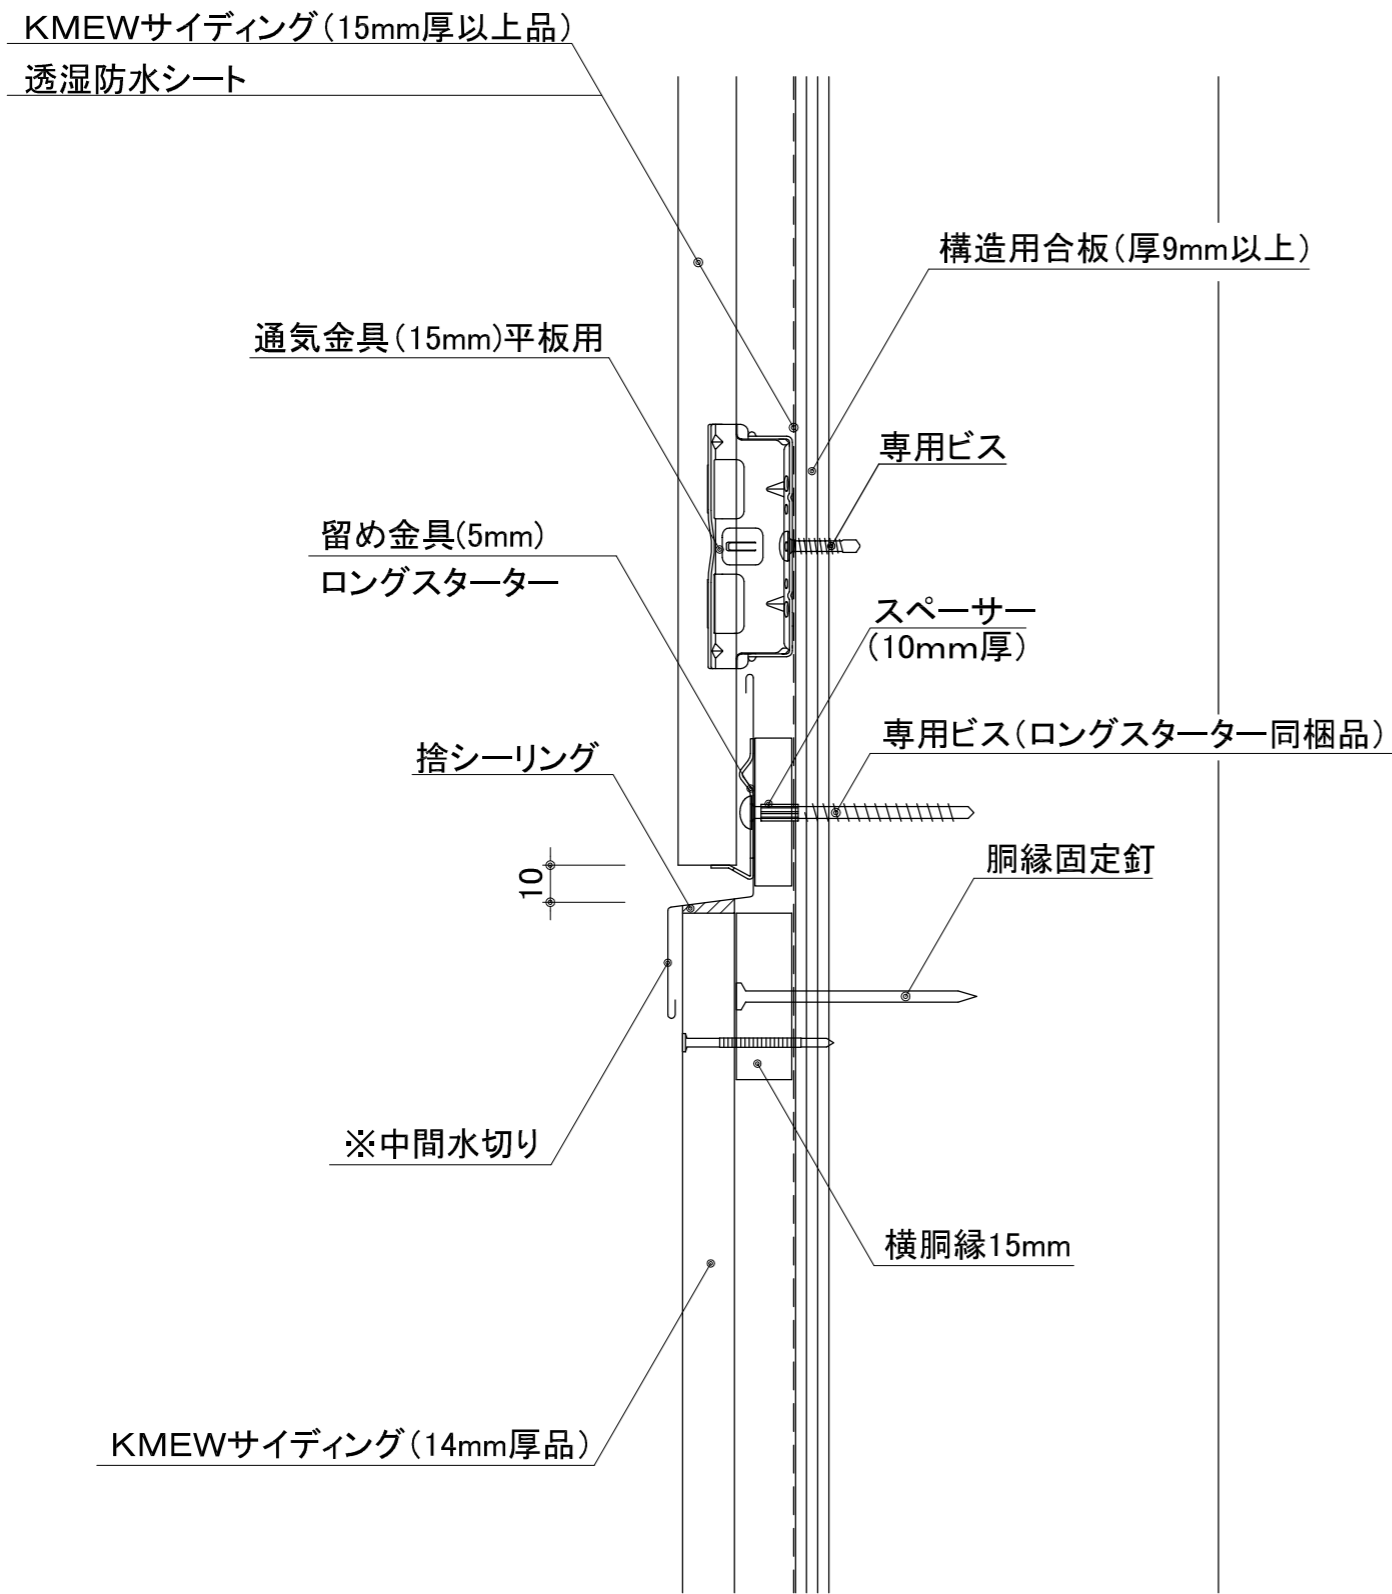 KMEWサイディング(15mm厚以上品)
透湿防水シート
構造用合板(厚9mm以上)
通気金具(15mm)平板用
専用ビス
留め金具(5mm)
ロングスターター
スペーサー
(10mm厚)
専用ビス(ロングスターター同梱品)
捨シーリング
10
胴縁固定釘
※中間水切り
横胴縁15mm
KMEWサイディング(14mm厚品)